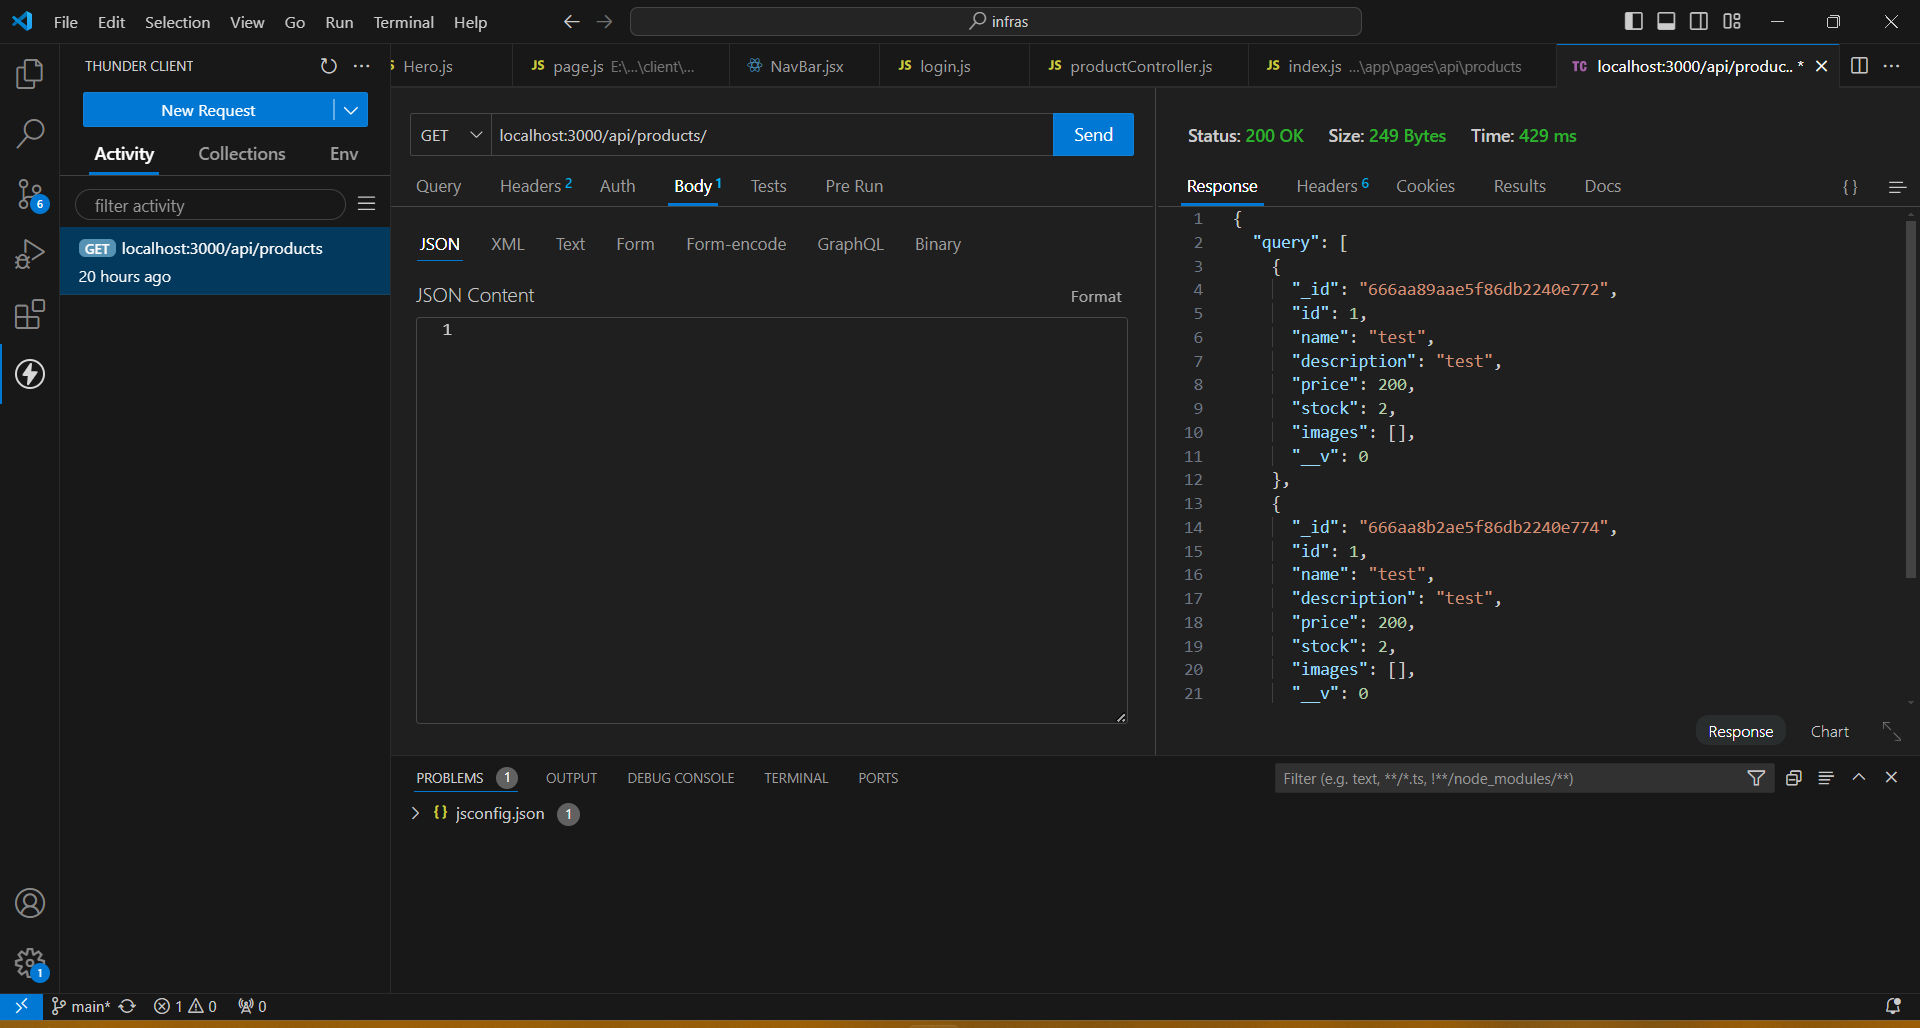 File Edit Selection View Go Run Terminal Help
infras
THUNDER CLIENT
New Request
Activity Collections Env
filter activity
GET localhost:3000/api/products
20 hours ago
Hero.js
JS page.js E:\...\client\...
NavBar.jsx
JS login.js
JS productController.js
JS index.js ...\app\pages\api\products
TC localhost:3000/api/produc.. *
GET localhost:3000/api/products/ Send
Query Headers 2 Auth Body 1 Tests Pre Run
JSON XML Text Form Form-encode GraphQL Binary
JSON Content Format
1
Status: 200 OK Size: 249 Bytes Time: 429 ms
Response Headers 6 Cookies Results Docs {}
1 {
2 "query": [
3 {
4 "_id": "666aa89aae5f86db2240e772",
5 "id": 1,
6 "name": "test",
7 "description": "test",
8 "price": 200,
9 "stock": 2,
10 "images": [],
11 "__v": 0
12 },
13 {
14 "_id": "666aa8b2ae5f86db2240e774",
15 "id": 1,
16 "name": "test",
17 "description": "test",
18 "price": 200,
19 "stock": 2,
20 "images": [],
21 "__v": 0
Response Chart
PROBLEMS 1 OUTPUT DEBUG CONSOLE TERMINAL PORTS
Filter (e.g. text, **/*.ts, !**/node_modules/**)
{} jsconfig.json 1
6
1
main* 1 0 0